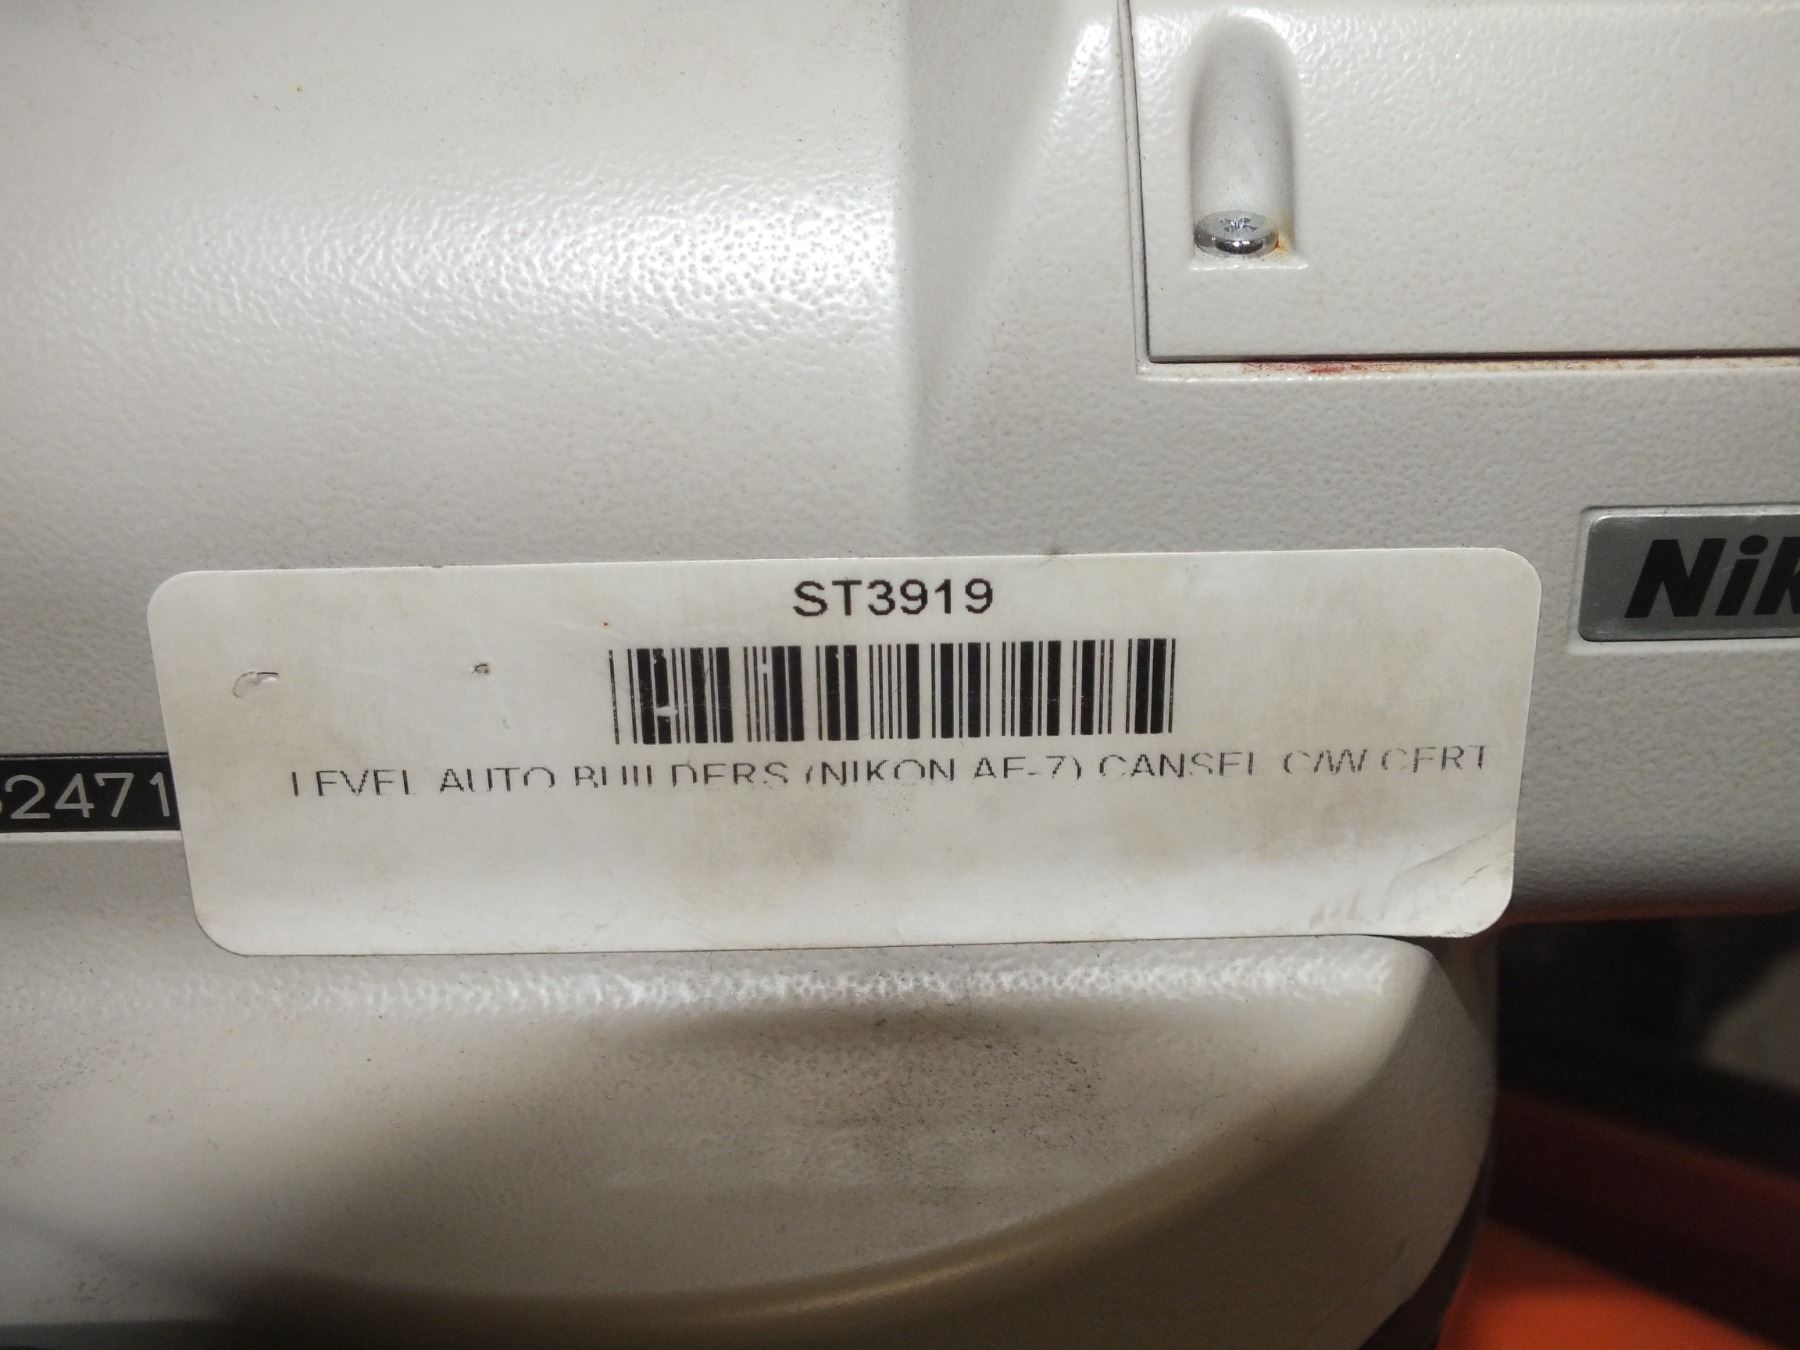 ST3919
LEVEL AUTO BUILDERS (NIKON AE-7) CANSEL C/W CERT
2471
Nik